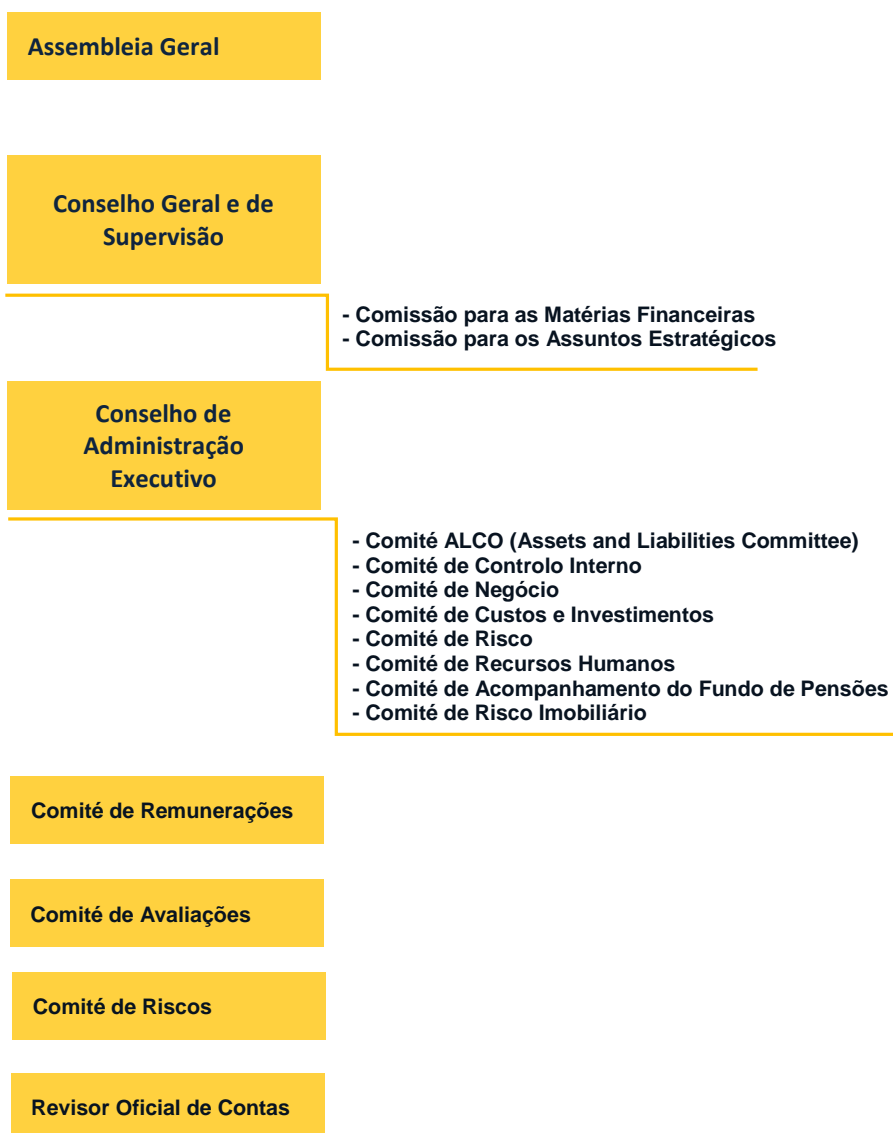 Assembleia Geral
Conselho Geral e de
Supervisão
- Comissão para as Matérias Financeiras
- Comissão para os Assuntos Estratégicos
Conselho de
Administração
Executivo
- Comité ALCO (Assets and Liabilities Committee)
- Comité de Controlo Interno
- Comité de Negócio
- Comité de Custos e Investimentos
- Comité de Risco
- Comité de Recursos Humanos
- Comité de Acompanhamento do Fundo de Pensões
- Comité de Risco Imobiliário
Comité de Remunerações
Comité de Avaliações
Comité de Riscos
Revisor Oficial de Contas